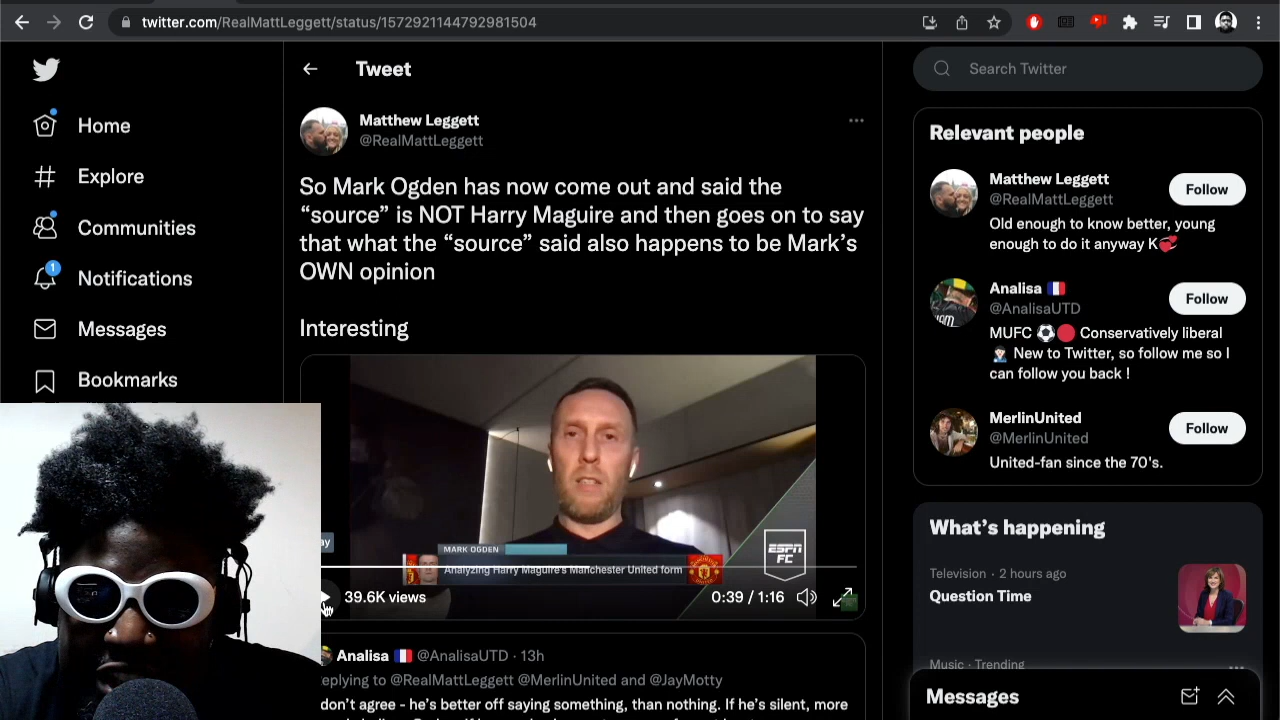 twitter.com/RealMattLeggett/status/1572921144792981504
Home
Explore
Communities
1
Notifications
Messages
Bookmarks
Tweet
Matthew Leggett
@RealMattLeggett
So Mark Ogden has now come out and said the
“source” is NOT Harry Maguire and then goes on to say
that what the “source” said also happens to be Mark’s
OWN opinion
Interesting
MARK OGDEN
Analyzing Harry Maguire's Manchester United form
ESPN
FC
39.6K views
0:39 / 1:16
Analisa 🇫🇷 @AnalisaUTD · 13h
@RealMattLeggett @MerlinUnited and @JayMotty
don’t agree - he’s better off saying something, than nothing. If he’s silent, more
Search Twitter
Relevant people
Matthew Leggett
@RealMattLeggett
Follow
Old enough to know better, young
enough to do it anyway K💞
Analisa 🇫🇷
@AnalisaUTD
Follow
MUFC ⚽🔴 Conservatively liberal
👩🏻‍⚕️ New to Twitter, so follow me so I
can follow you back !
MerlinUnited
@MerlinUnited
Follow
United-fan since the 70's.
What’s happening
Television · 2 hours ago
Question Time
Music · Trending
Messages